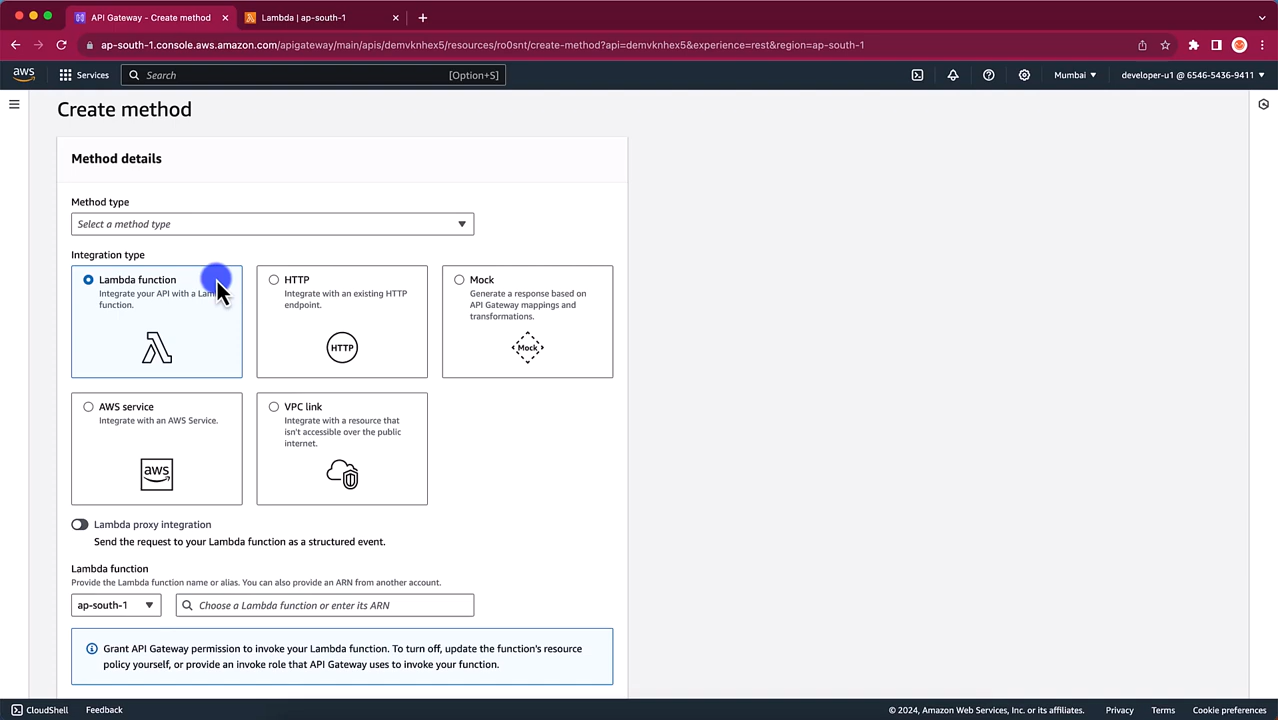 API Gateway - Create method
Lambda | ap-south-1
ap-south-1.console.aws.amazon.com/apigateway/main/apis/demvknhex5/resources/ro0snt/create-method?api=demvknhex5&experience=rest&region=ap-south-1
aws
Services
Search
[Option+S]
Mumbai
developer-u1 @ 6546-5436-9411
Create method
Method details
Method type
Select a method type
Integration type
Lambda function
Integrate your API with a
function.
HTTP
Integrate with an existing HTTP
endpoint.
HTTP
Mock
Generate a response based on
API Gateway mappings and
transformations.
Mock
AWS service
Integrate with an AWS Service.
aws
VPC link
Integrate with a resource that
isn't accessible over the public
internet.
Lambda proxy integration
Send the request to your Lambda function as a structured event.
Lambda function
Provide the Lambda function name or alias. You can also provide an ARN from another account.
ap-south-1
Choose a Lambda function or enter its ARN
Grant API Gateway permission to invoke your Lambda function. To turn off, update the function's resource
policy yourself, or provide an invoke role that API Gateway uses to invoke your function.
CloudShell
Feedback
© 2024, Amazon Web Services, Inc. or its affiliates.
Privacy
Terms
Cookie preferences